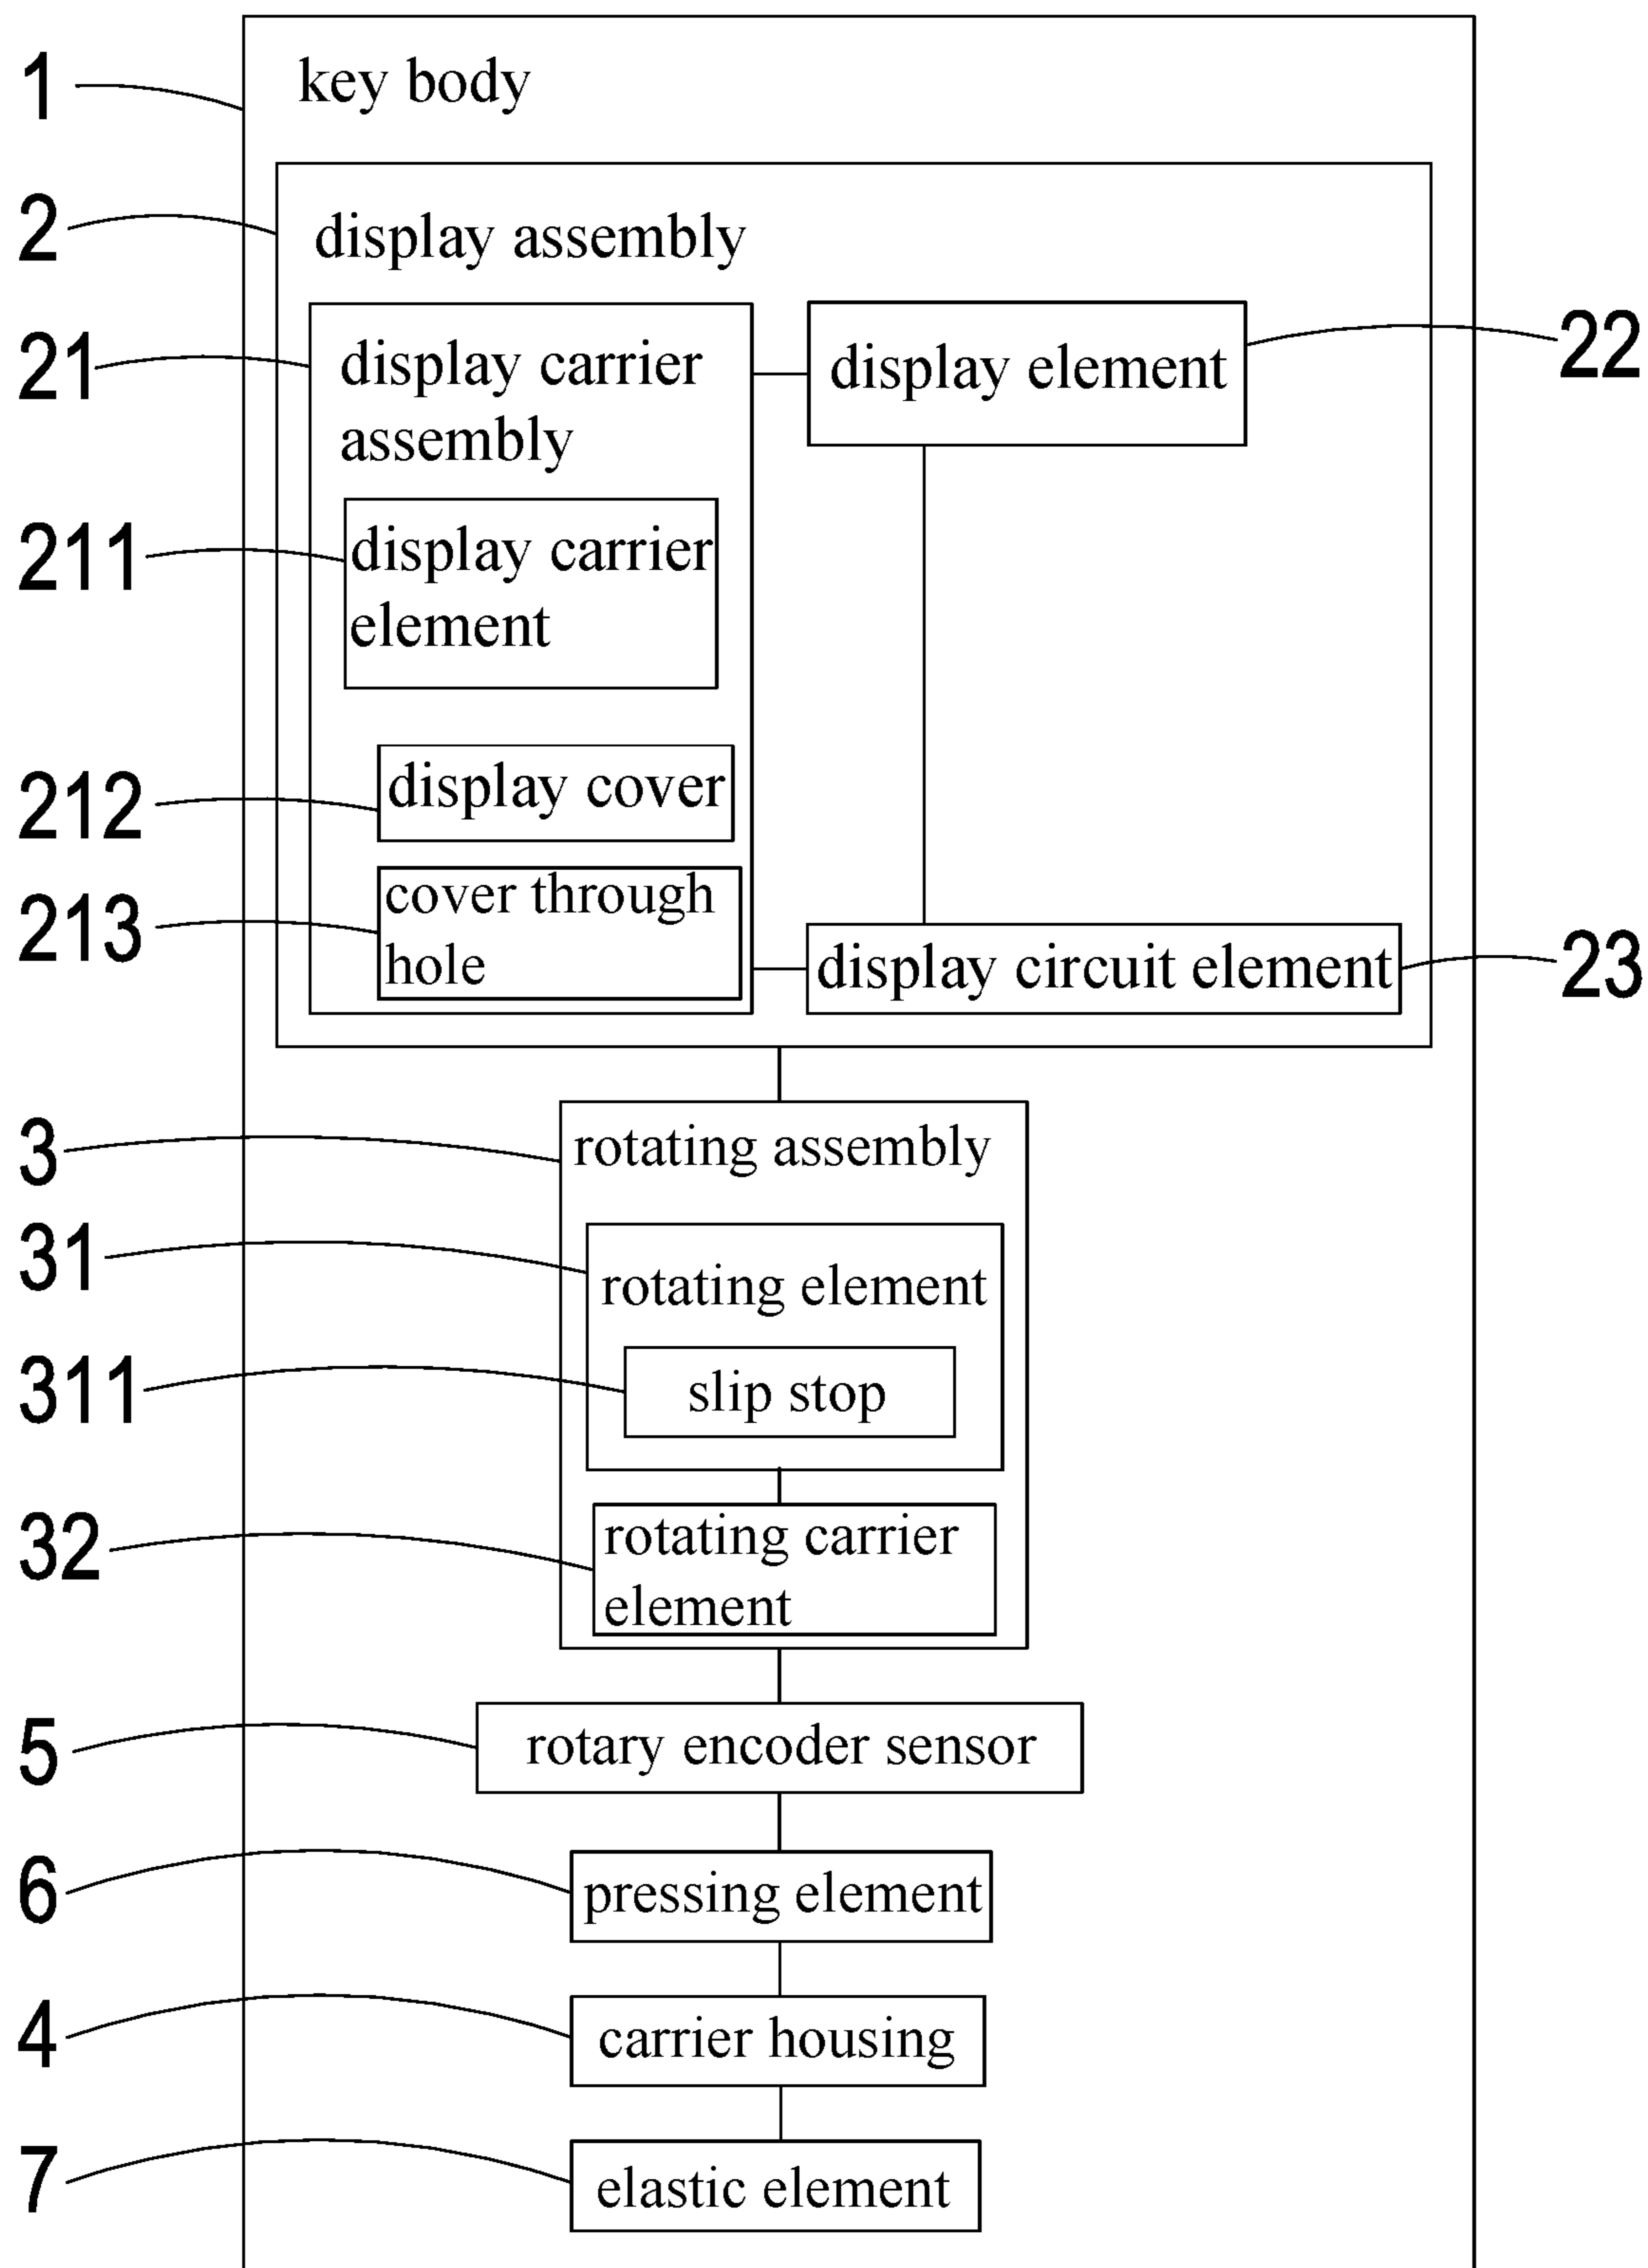 1
key body
2
display assembly
21
display carrier
assembly
display element
22
211
display carrier
element
212
display cover
213
cover through
hole
display circuit element
23
3
rotating assembly
31
rotating element
311
slip stop
32
rotating carrier
element
5
rotary encoder sensor
6
pressing element
4
carrier housing
7
elastic element